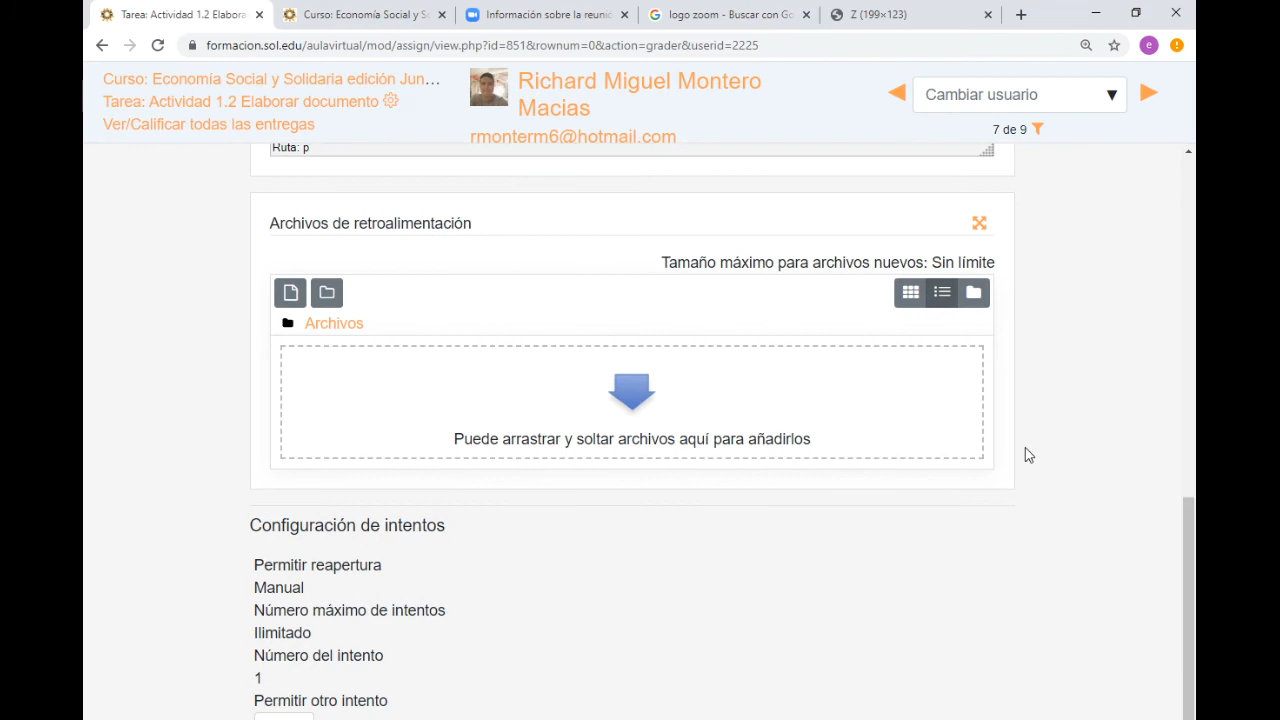 Tarea: Actividad 1.2 Elabora
Curso: Economía Social y So
Información sobre la reunió
logo zoom - Buscar con Go
Z (199×123)
formacion.sol.edu/aulavirtual/mod/assign/view.php?id=851&rownum=0&action=grader&userid=2225
e
Curso: Economía Social y Solidaria edición Jun...
Tarea: Actividad 1.2 Elaborar documento
Ver/Calificar todas las entregas
Richard Miguel Montero
Macias
rmonterm6@hotmail.com
Cambiar usuario
7 de 9
Ruta: p
Archivos de retroalimentación
Tamaño máximo para archivos nuevos: Sin límite
Archivos
Puede arrastrar y soltar archivos aquí para añadirlos
Configuración de intentos
Permitir reapertura
Manual
Número máximo de intentos
Ilimitado
Número del intento
1
Permitir otro intento